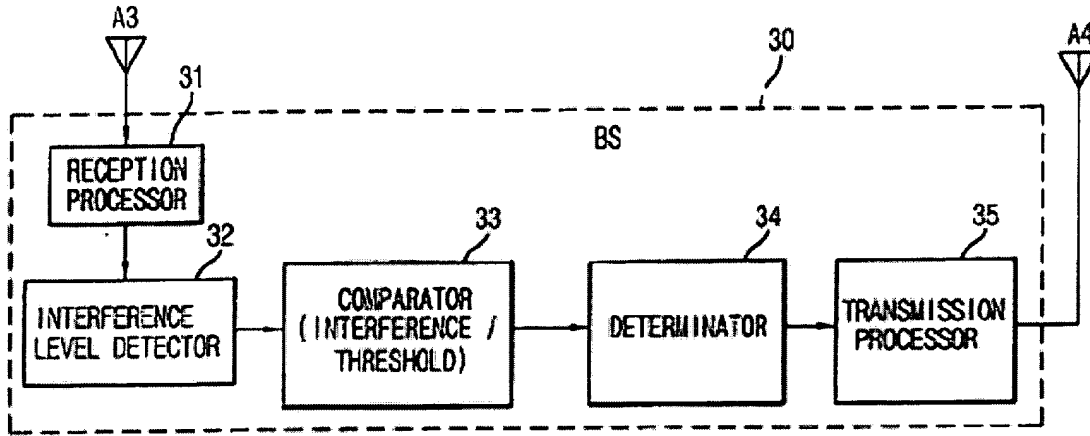 A3
30
A4
31
BS
RECEPTION
PROCESSOR
32
33
34
35
INTERFERENCE
LEVEL DETECTOR
COMPARATOR
(INTERFERENCE /
THRESHOLD)
DETERMINATOR
TRANSMISSION
PROCESSOR